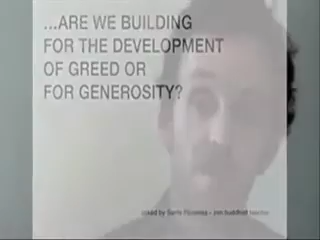 ...ARE WE BUILDING
FOR THE DEVELOPMENT
OF GREED OR
FOR GENEROSITY?